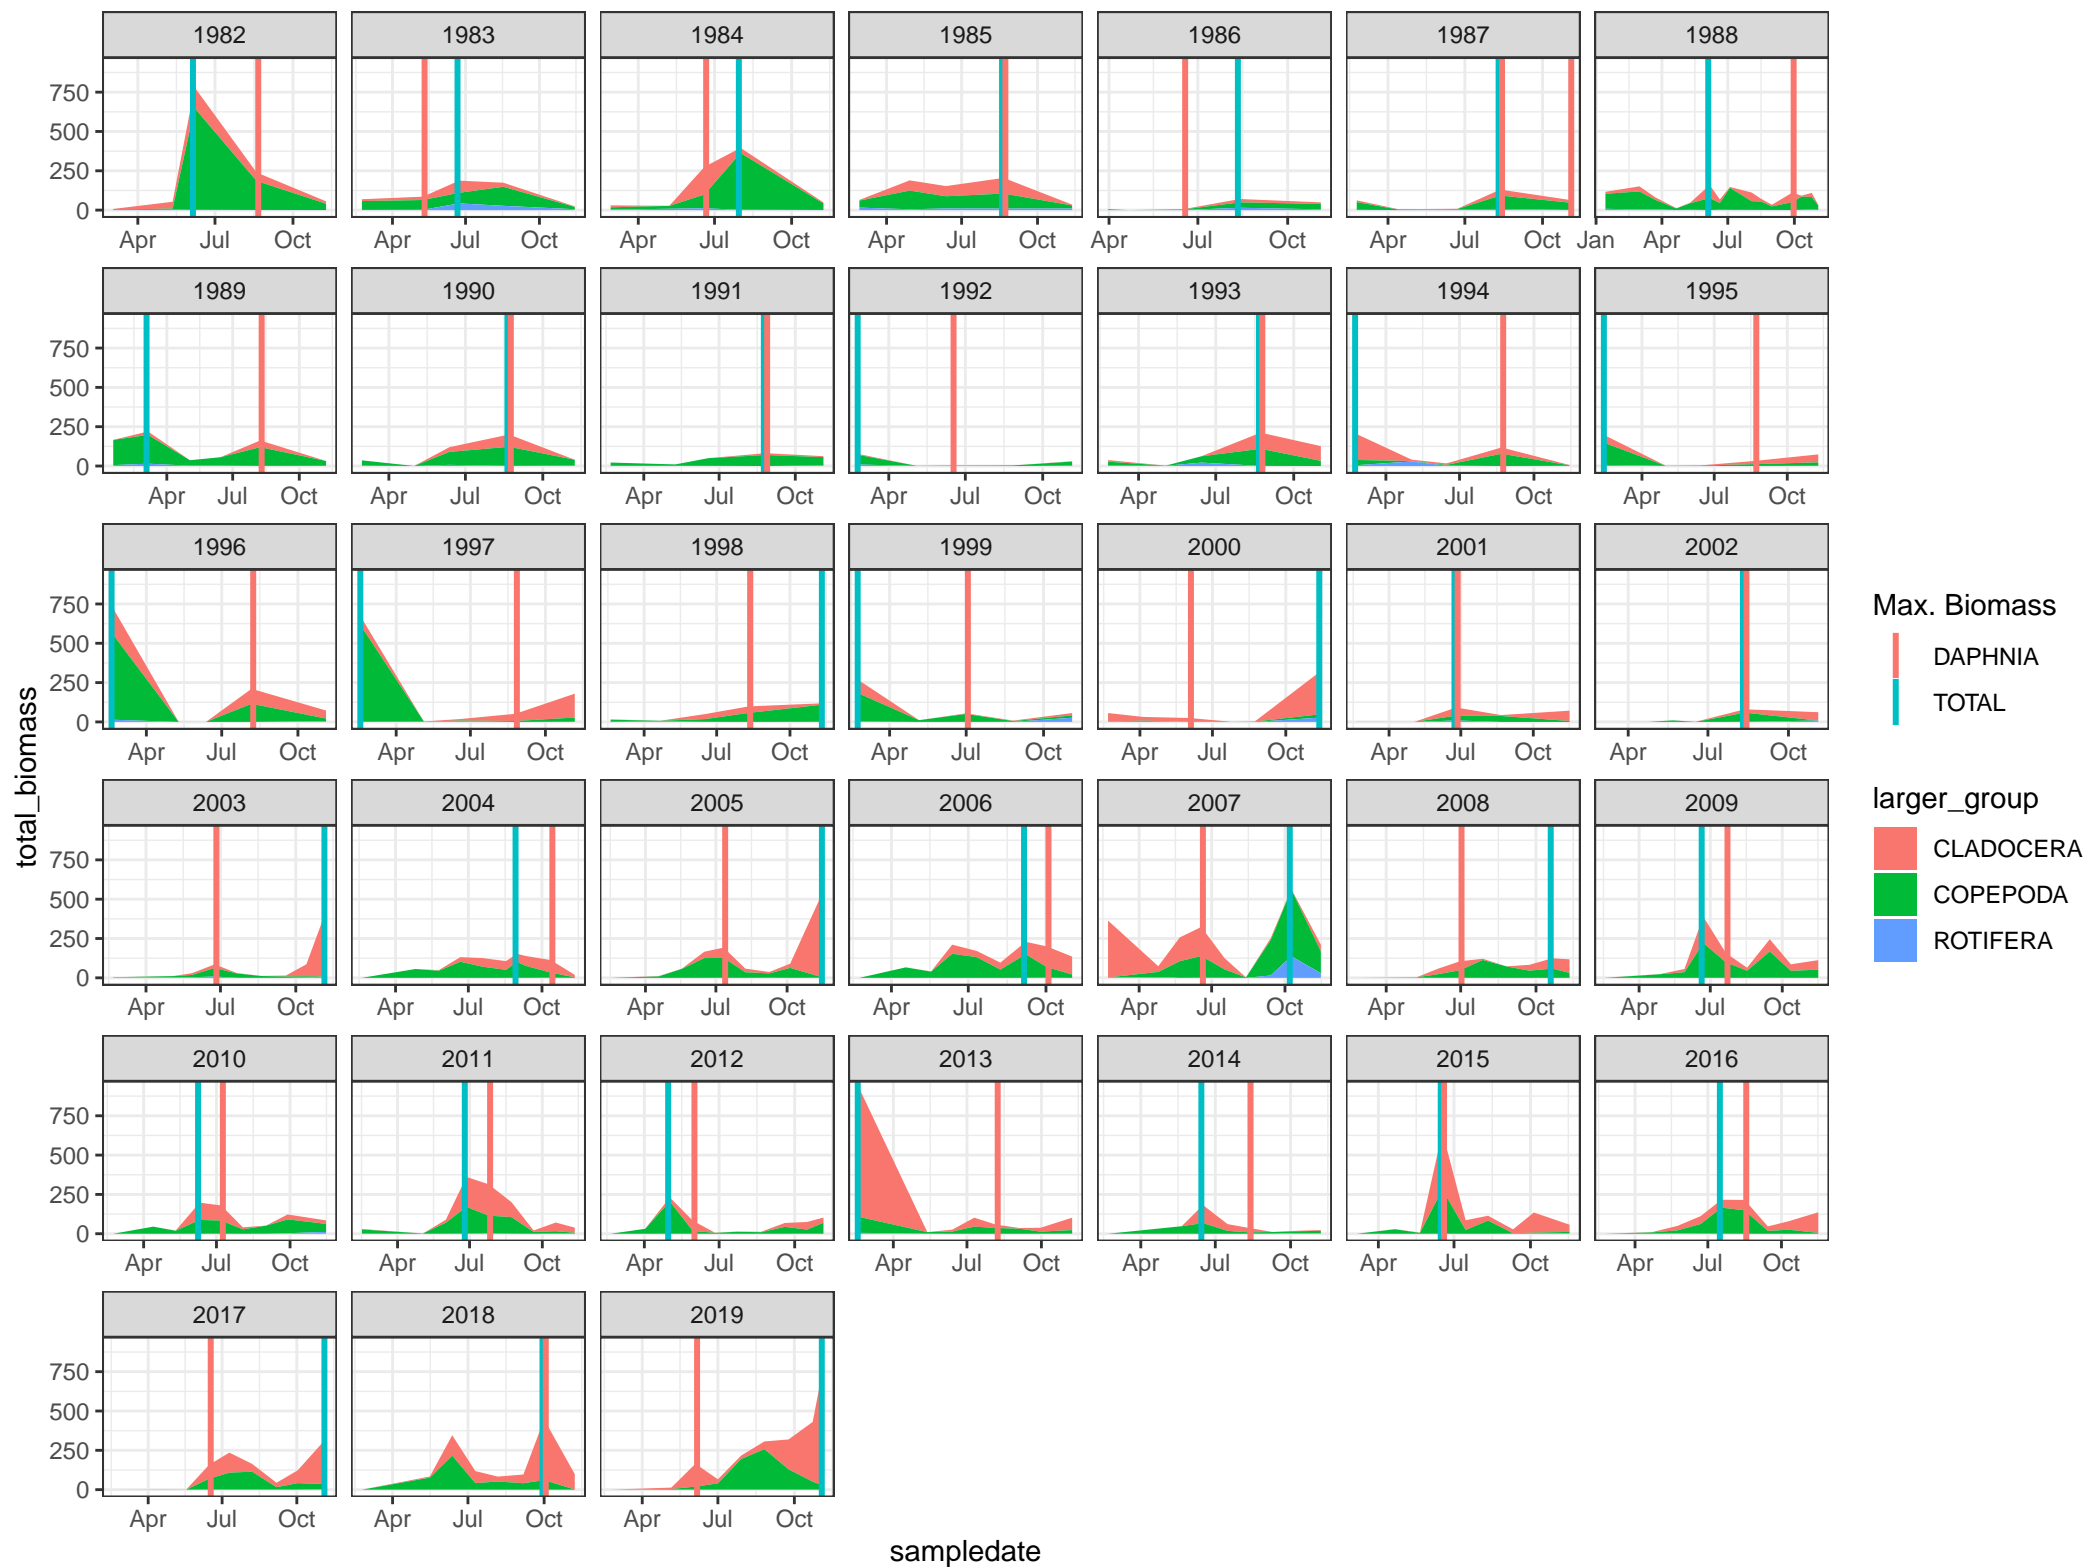 1982 1983 1984 1985 1986 1987 1988
750
500
250
0
Apr Jul Oct Apr Jul Oct Apr Jul Oct Apr Jul Oct Apr Jul Oct Apr Jul Oct Jan Apr Jul Oct
1989 1990 1991 1992 1993 1994 1995
750
500
250
0
Apr Jul Oct Apr Jul Oct Apr Jul Oct Apr Jul Oct Apr Jul Oct Apr Jul Oct Apr Jul Oct
1996 1997 1998 1999 2000 2001 2002
750
500
250
0
Apr Jul Oct Apr Jul Oct Apr Jul Oct Apr Jul Oct Apr Jul Oct Apr Jul Oct Apr Jul Oct
2003 2004 2005 2006 2007 2008 2009
750
500
250
0
Apr Jul Oct Apr Jul Oct Apr Jul Oct Apr Jul Oct Apr Jul Oct Apr Jul Oct Apr Jul Oct
2010 2011 2012 2013 2014 2015 2016
750
500
250
0
Apr Jul Oct Apr Jul Oct Apr Jul Oct Apr Jul Oct Apr Jul Oct Apr Jul Oct Apr Jul Oct
2017 2018 2019
750
500
250
0
Apr Jul Oct Apr Jul Oct Apr Jul Oct
sampledate
total_biomass
Max. Biomass
DAPHNIA
TOTAL
larger_group
CLADOCERA
COPEPODA
ROTIFERA